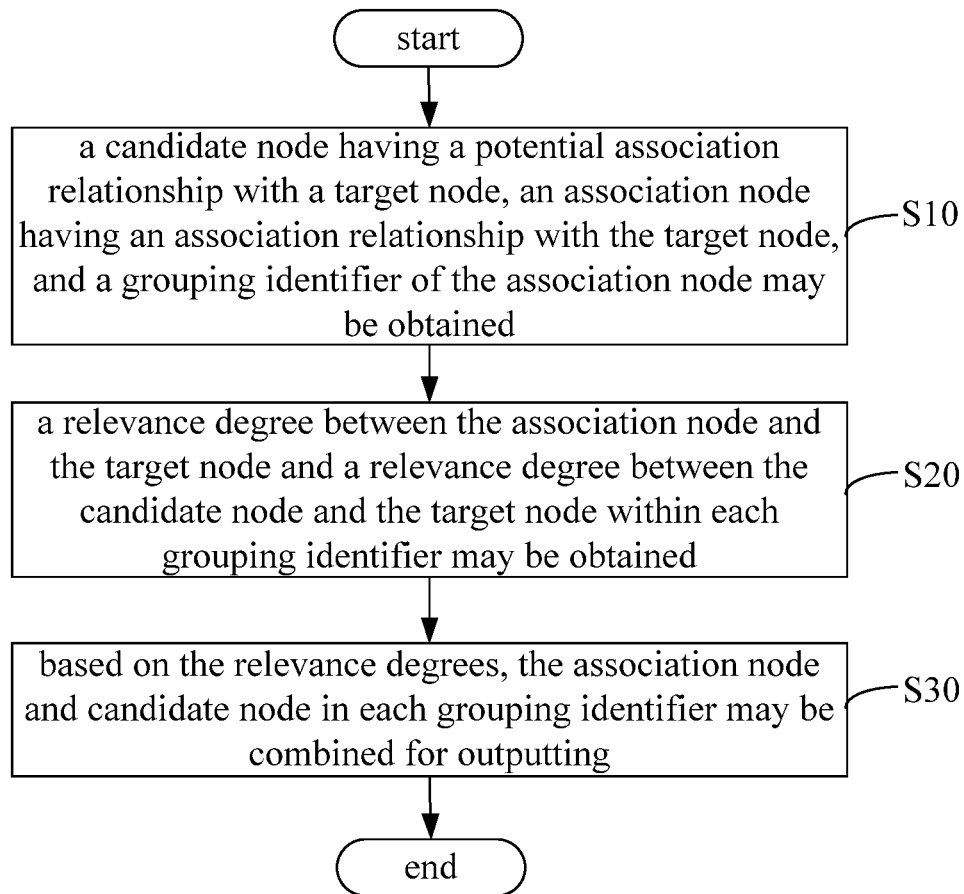 start
a candidate node having a potential association
relationship with a target node, an association node
having an association relationship with the target node,
and a grouping identifier of the association node may
be obtained
S10
a relevance degree between the association node and
the target node and a relevance degree between the
candidate node and the target node within each
grouping identifier may be obtained
S20
based on the relevance degrees, the association node
and candidate node in each grouping identifier may be
combined for outputting
S30
end